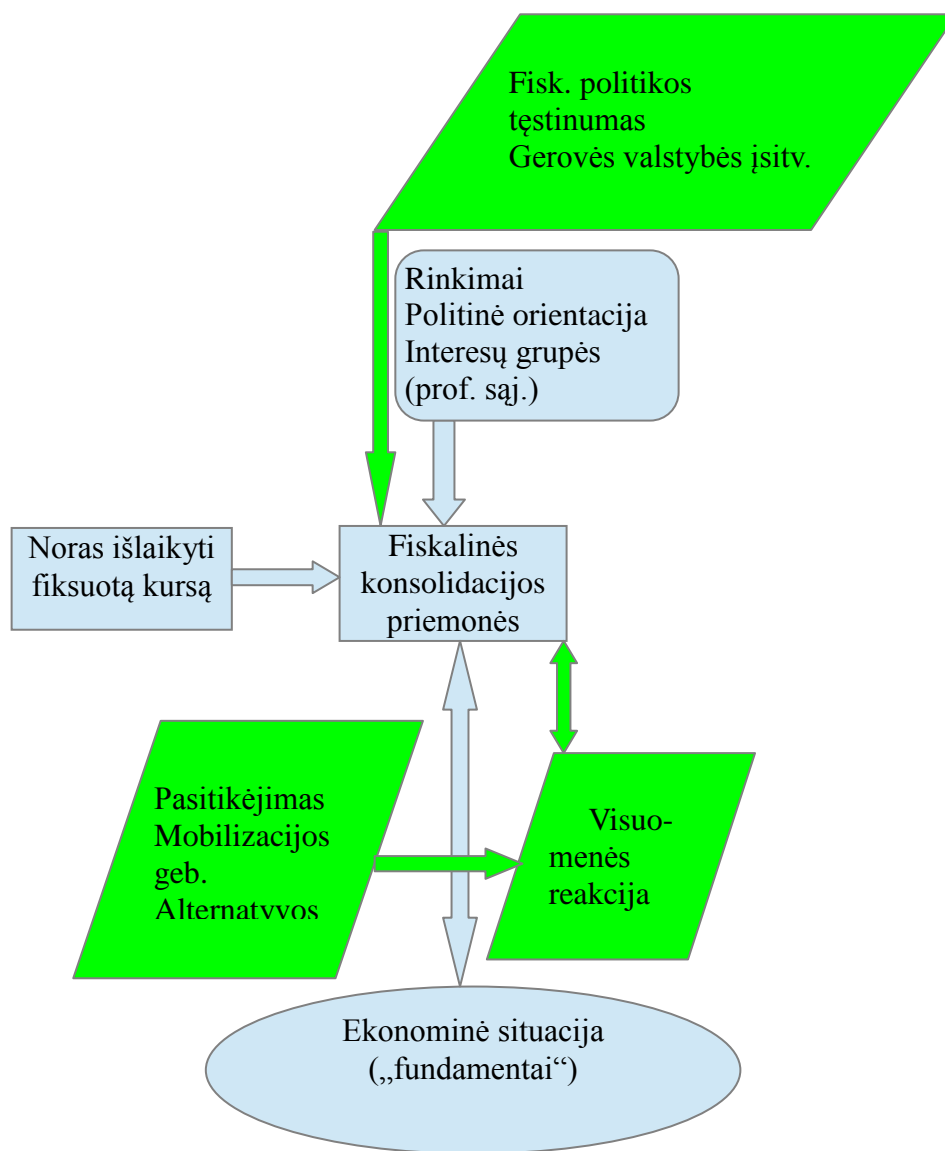 Fisk. politikos
tęstinumas
Gerovės valstybės įsitv.
Rinkimai
Politinė orientacija
Interesų grupės
(prof. sąj.)
Noras išlaikyti
fiksuotą kursą
Fiskalinės
konsolidacijos
priemonės
Pasitikėjimas
Mobilizacijos
geb.
Alternatyvos
Visuo-
menės
reakcija
Ekonominė situacija
(„fundamentai“)